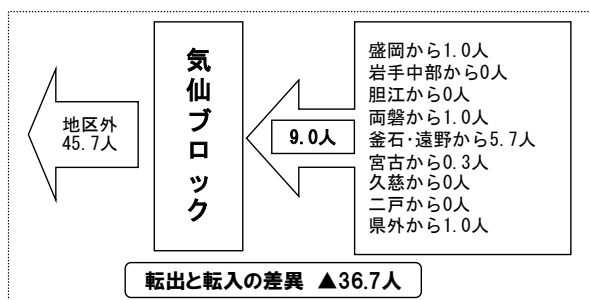 地区外
45.7人
気仙ブロック
9.0人
盛岡から1.0人
岩手中部から0人
胆江から0人
両磐から1.0人
釜石・遠野から5.7人
宮古から0.3人
久慈から0人
二戸から0人
県外から1.0人
転出と転入の差異 ▲36.7人